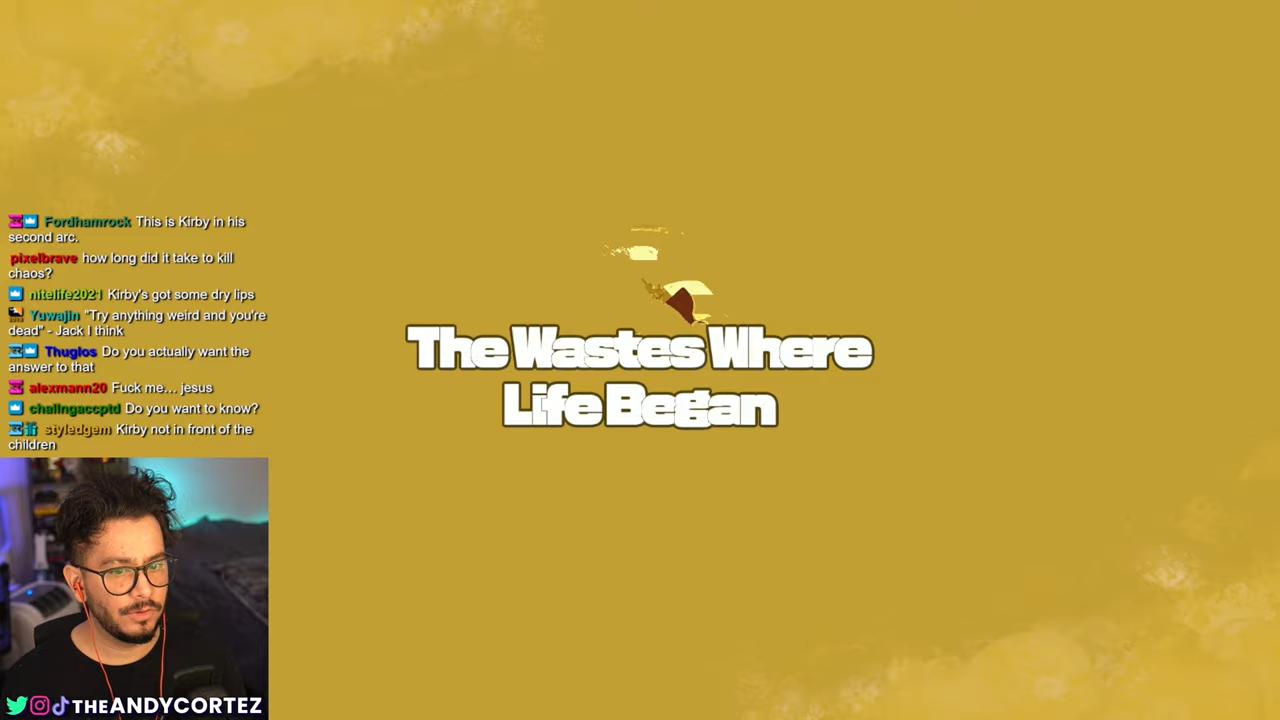 Fordhamrock This is Kirby in his
second arc.
pixelbrave how long did it take to kill
chaos?
nitelife2021 Kirby's got some dry lips
Yuwajin "Try anything weird and you're
dead" - Jack I think
Thuglos Do you actually want the
answer to that
alexmann20 Fuck me... jesus
challngaccptd Do you want to know?
styledgem Kirby not in front of the
children
The Wastes Where
Life Began
THEANDYCORTEZ